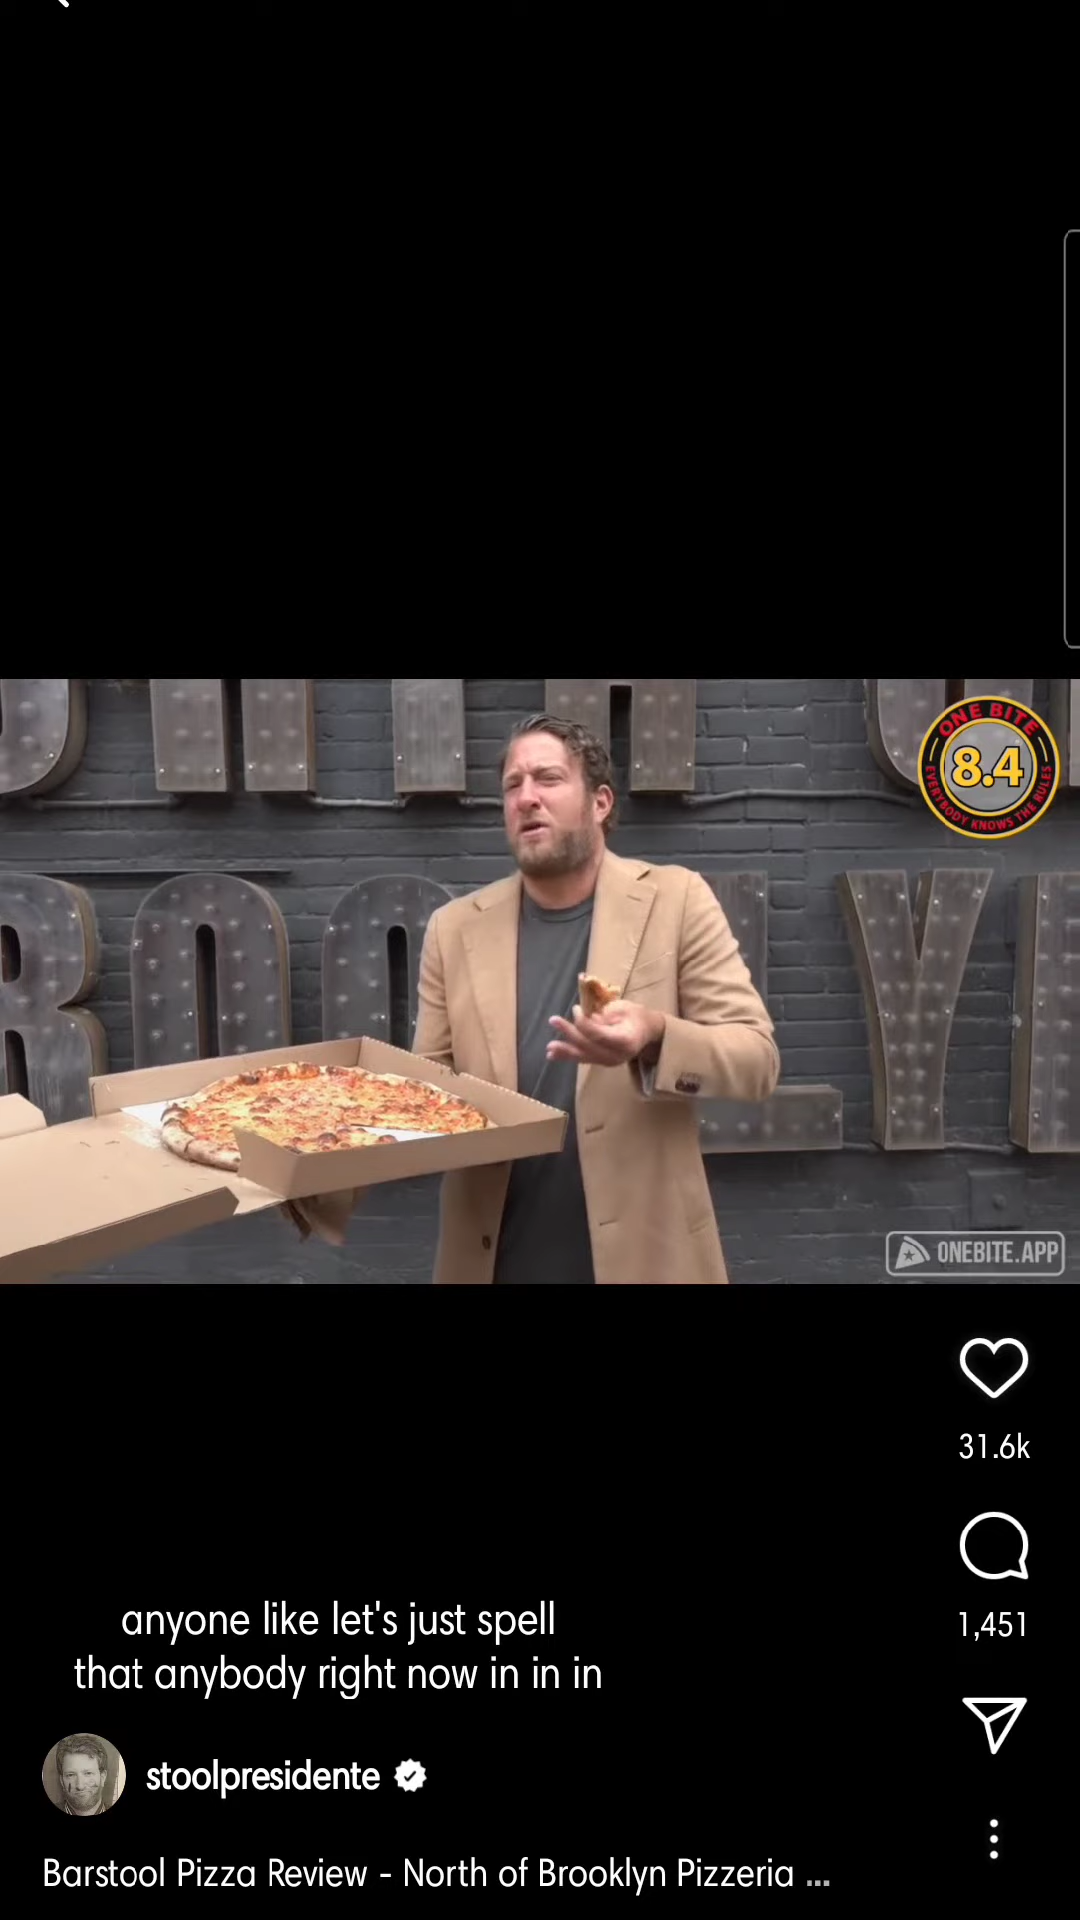 ONE BITE
8.4
EVERYBODY KNOWS THE RULES
ONEBITE.APP
31.6k
1,451
anyone like let's just spell
that anybody right now in in in
stoolpresidente
Barstool Pizza Review - North of Brooklyn Pizzeria ...